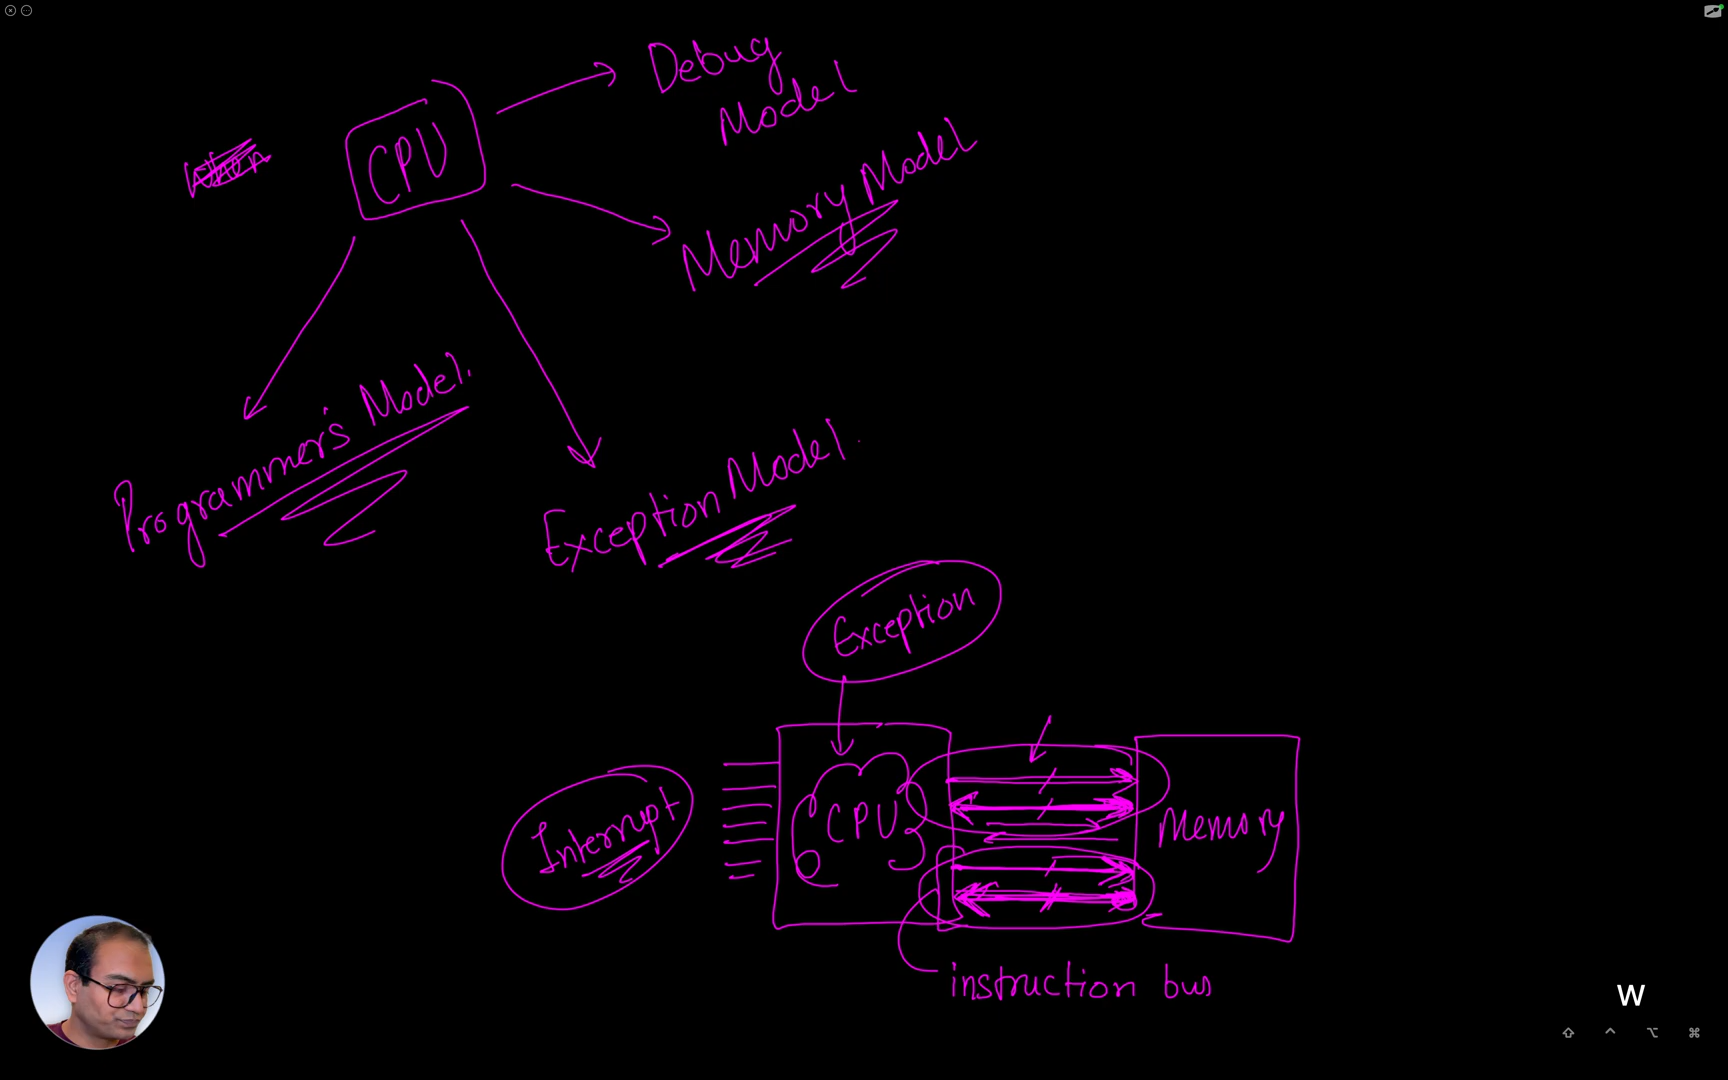 Debug
Model
CPU
Memory Model
Programmer's Model.
Exception Model.
Exception
Interrupt
CPU
Memory
instruction bus
W